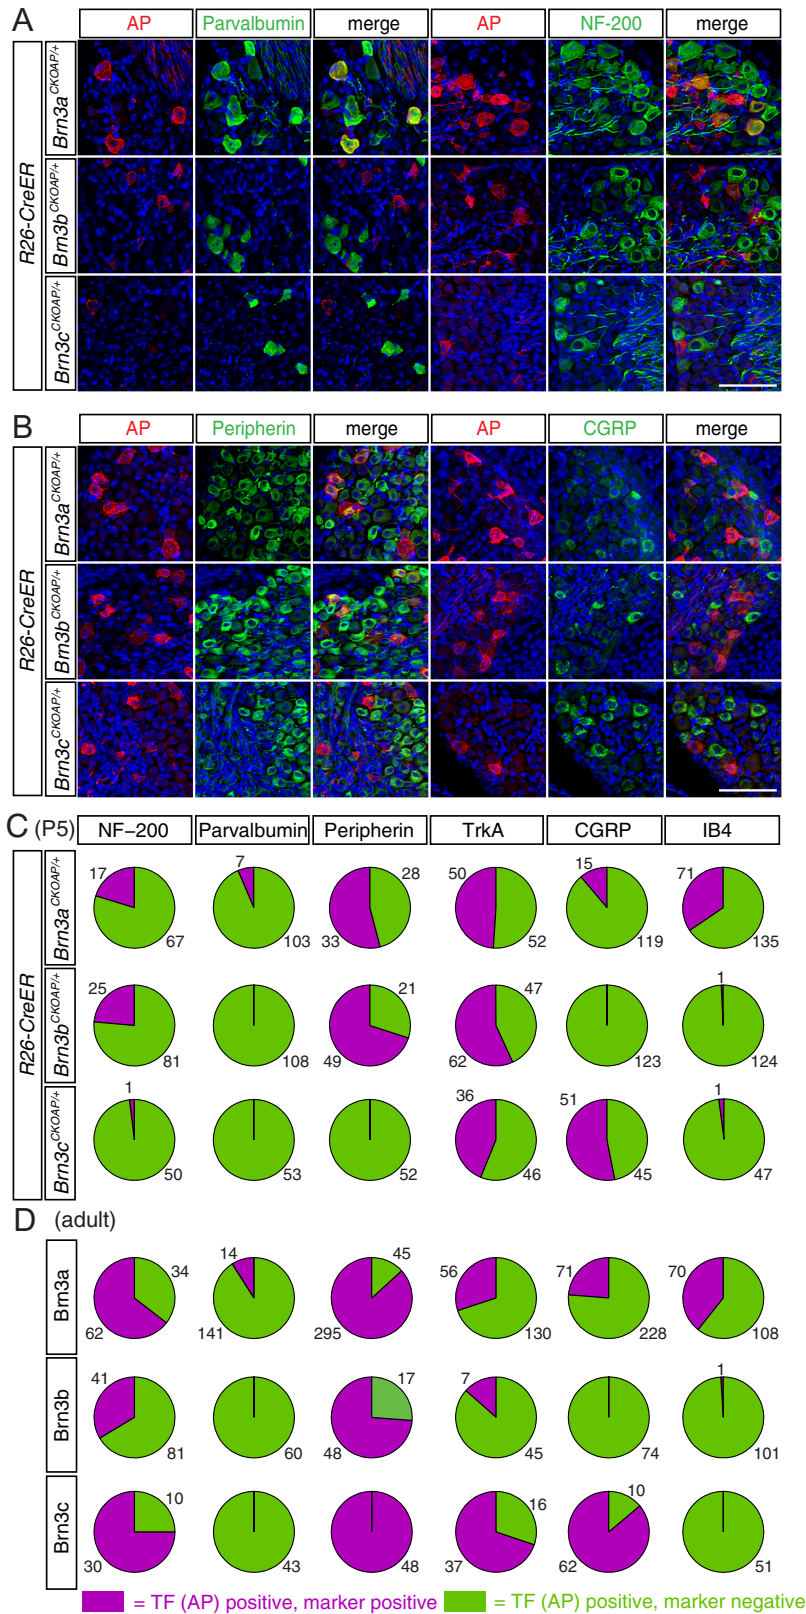 A
AP Parvalbumin merge AP NF-200 merge
R26-CreER
Brn3a CKOAP/+
Brn3b CKOAP/+
Brn3c CKOAP/+
B
AP Peripherin merge AP CGRP merge
R26-CreER
Brn3a CKOAP/+
Brn3b CKOAP/+
Brn3c CKOAP/+
C (P5) NF-200 Parvalbumin Peripherin TrkA CGRP IB4
R26-CreER
Brn3a CKOAP/+
17 7 28 50 15 71
67 103 33 52 119 135
Brn3b CKOAP/+
25 21 47 1
81 108 49 62 123 124
Brn3c CKOAP/+
1 36 51 1
50 53 52 46 45 47
D (adult)
Brn3a
34 14 45 56 71 70
62 141 295 130 228 108
Brn3b
41 17 7 1
81 60 48 45 74 101
Brn3c
10 16 10
30 43 48 37 62 51
= TF (AP) positive, marker positive = TF (AP) positive, marker negative